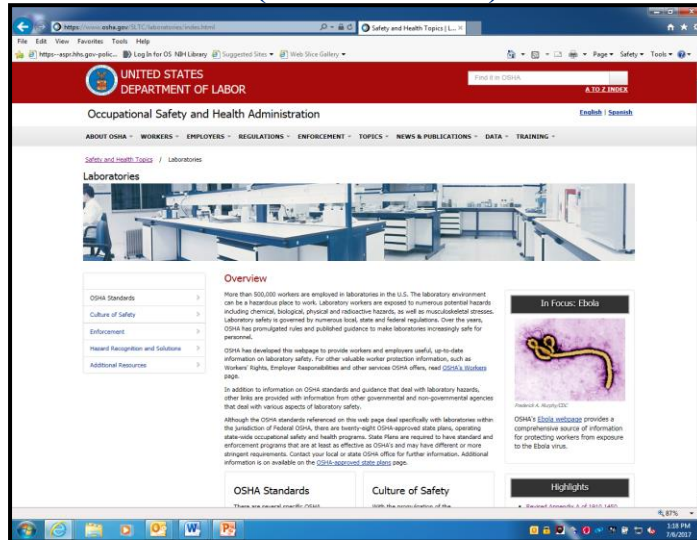 https://www.osha.gov/SLTC/laboratories/index.html
Safety and Health Topics | L...
File Edit View Favorites Tools Help
https--aspr.hhs.gov-polic... Log in for OS NIH Library Suggested Sites Web Slice Gallery
Page Safety Tools
UNITED STATES
DEPARTMENT OF LABOR
Find it in OSHA
A TO Z INDEX
Occupational Safety and Health Administration
English | Spanish
ABOUT OSHA WORKERS EMPLOYERS REGULATIONS ENFORCEMENT TOPICS NEWS & PUBLICATIONS DATA TRAINING
Safety and Health Topics / Laboratories
Laboratories
OSHA Standards
Culture of Safety
Enforcement
Hazard Recognition and Solutions
Additional Resources
Overview
More than 500,000 workers are employed in laboratories in the U.S. The laboratory environment
can be a hazardous place to work. Laboratory workers are exposed to numerous potential hazards
including chemical, biological, physical and radioactive hazards, as well as musculoskeletal stresses.
Laboratory safety is governed by numerous local, state and federal regulations. Over the years,
OSHA has promulgated rules and published guidance to make laboratories increasingly safe for
personnel.
OSHA has developed this webpage to provide workers and employers useful, up-to-date
information on laboratory safety. For other valuable worker protection information, such as
Workers' Rights, Employer Responsibilities and other services OSHA offers, read OSHA's Workers
page.
In addition to information on OSHA standards and guidance that deal with laboratory hazards,
other links are provided with information from other governmental and non-governmental agencies
that deal with various aspects of laboratory safety.
Although the OSHA standards referenced on this web page deal specifically with laboratories within
the jurisdiction of Federal OSHA, there are twenty-eight OSHA-approved state plans, operating
state-wide occupational safety and health programs. State Plans are required to have standard and
enforcement programs that are at least as effective as OSHA's and may have different or more
stringent requirements. Contact your local or state OSHA office for further information. Additional
information is on available on the OSHA-approved state plans page.
In Focus: Ebola
Frederick A. Murphy/CDC
OSHA's Ebola webpage provides a
comprehensive source of information
for protecting workers from exposure
to the Ebola virus.
OSHA Standards
There are several specific OSHA
Culture of Safety
With the promulgation of the
Highlights
Revised Appendix A of 1910.1450
87%
3:18 PM
7/6/2017